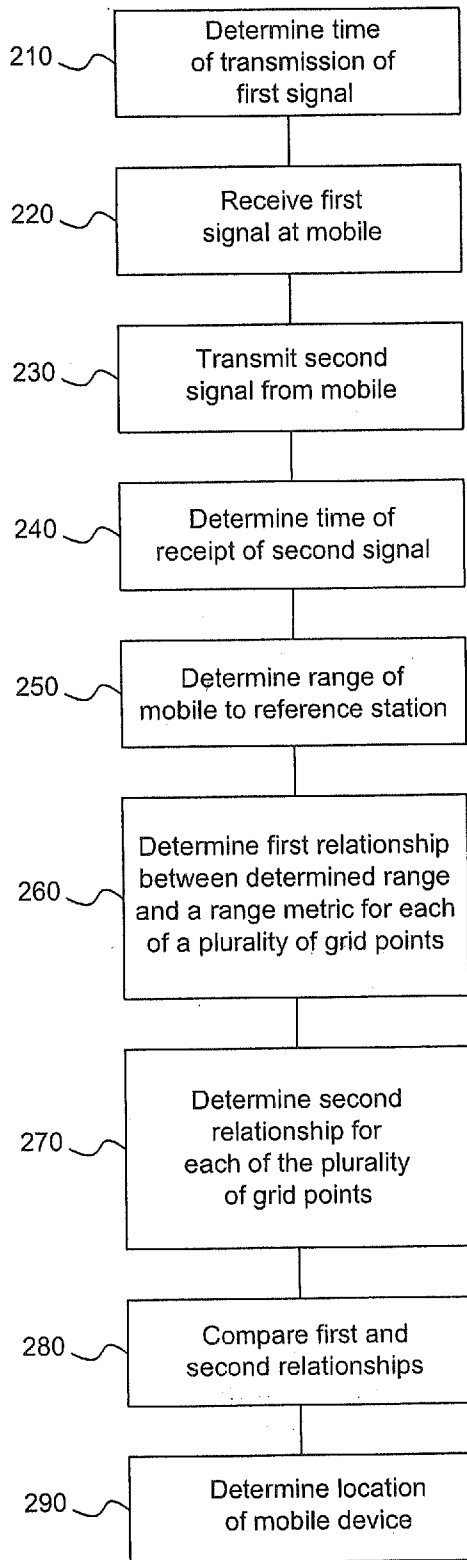 210
Determine time
of transmission of
first signal
220
Receive first
signal at mobile
230
Transmit second
signal from mobile
240
Determine time of
receipt of second signal
250
Determine range of
mobile to reference station
260
Determine first relationship
between determined range
and a range metric for each
of a plurality of grid points
270
Determine second
relationship for
each of the plurality
of grid points
280
Compare first and
second relationships
290
Determine location
of mobile device